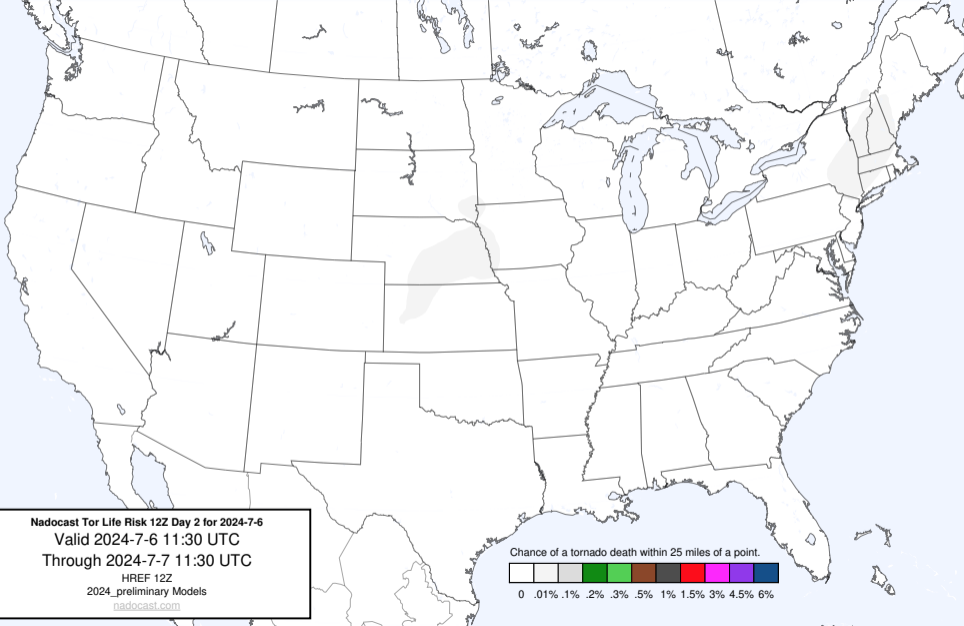 Nadocast Tor Life Risk 12Z Day 2 for 2024-7-6
Valid 2024-7-6 11:30 UTC
Through 2024-7-7 11:30 UTC
HREF 12Z
2024_preliminary Models
nadocast.com
Chance of a tornado death within 25 miles of a point.
0 .01% .1% .2% .3% .5% 1% 1.5% 3% 4.5% 6%